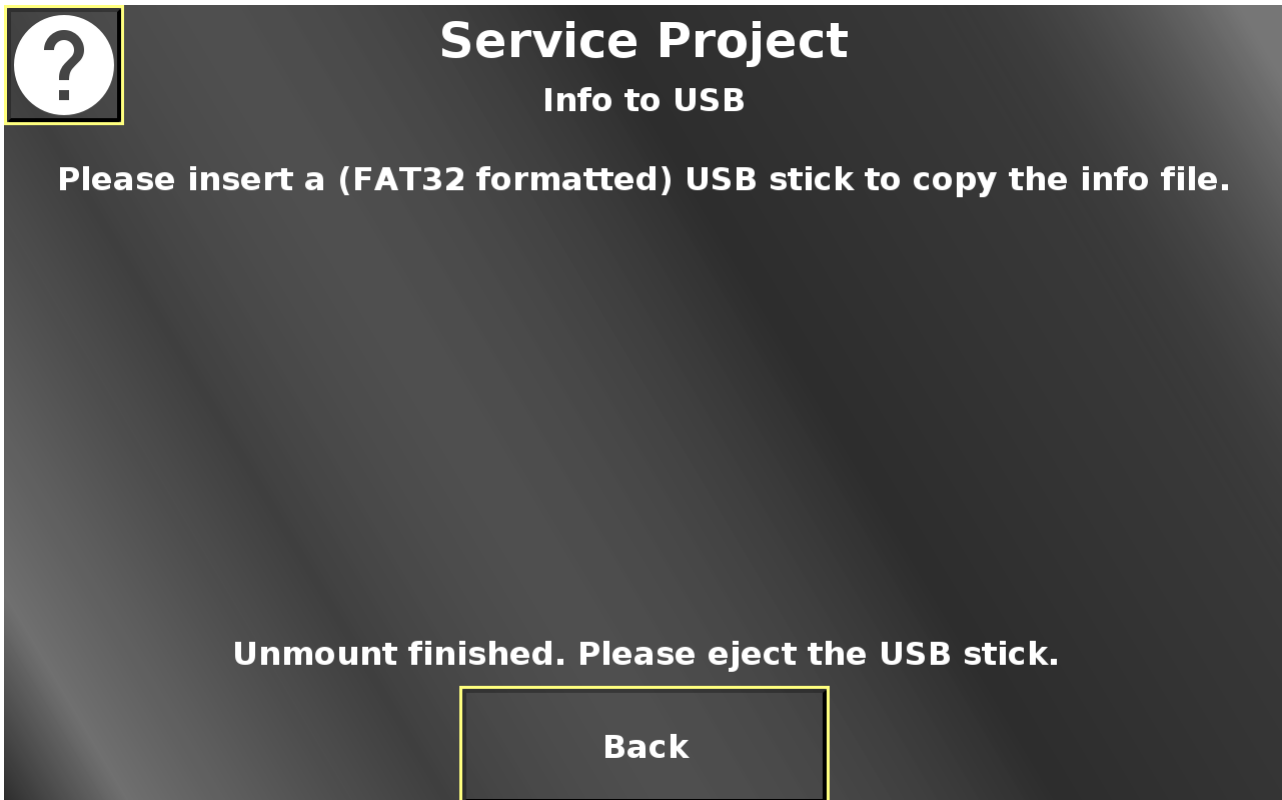 ?
Service Project
Info to USB
Please insert a (FAT32 formatted) USB stick to copy the info file.
Unmount finished. Please eject the USB stick.
Back